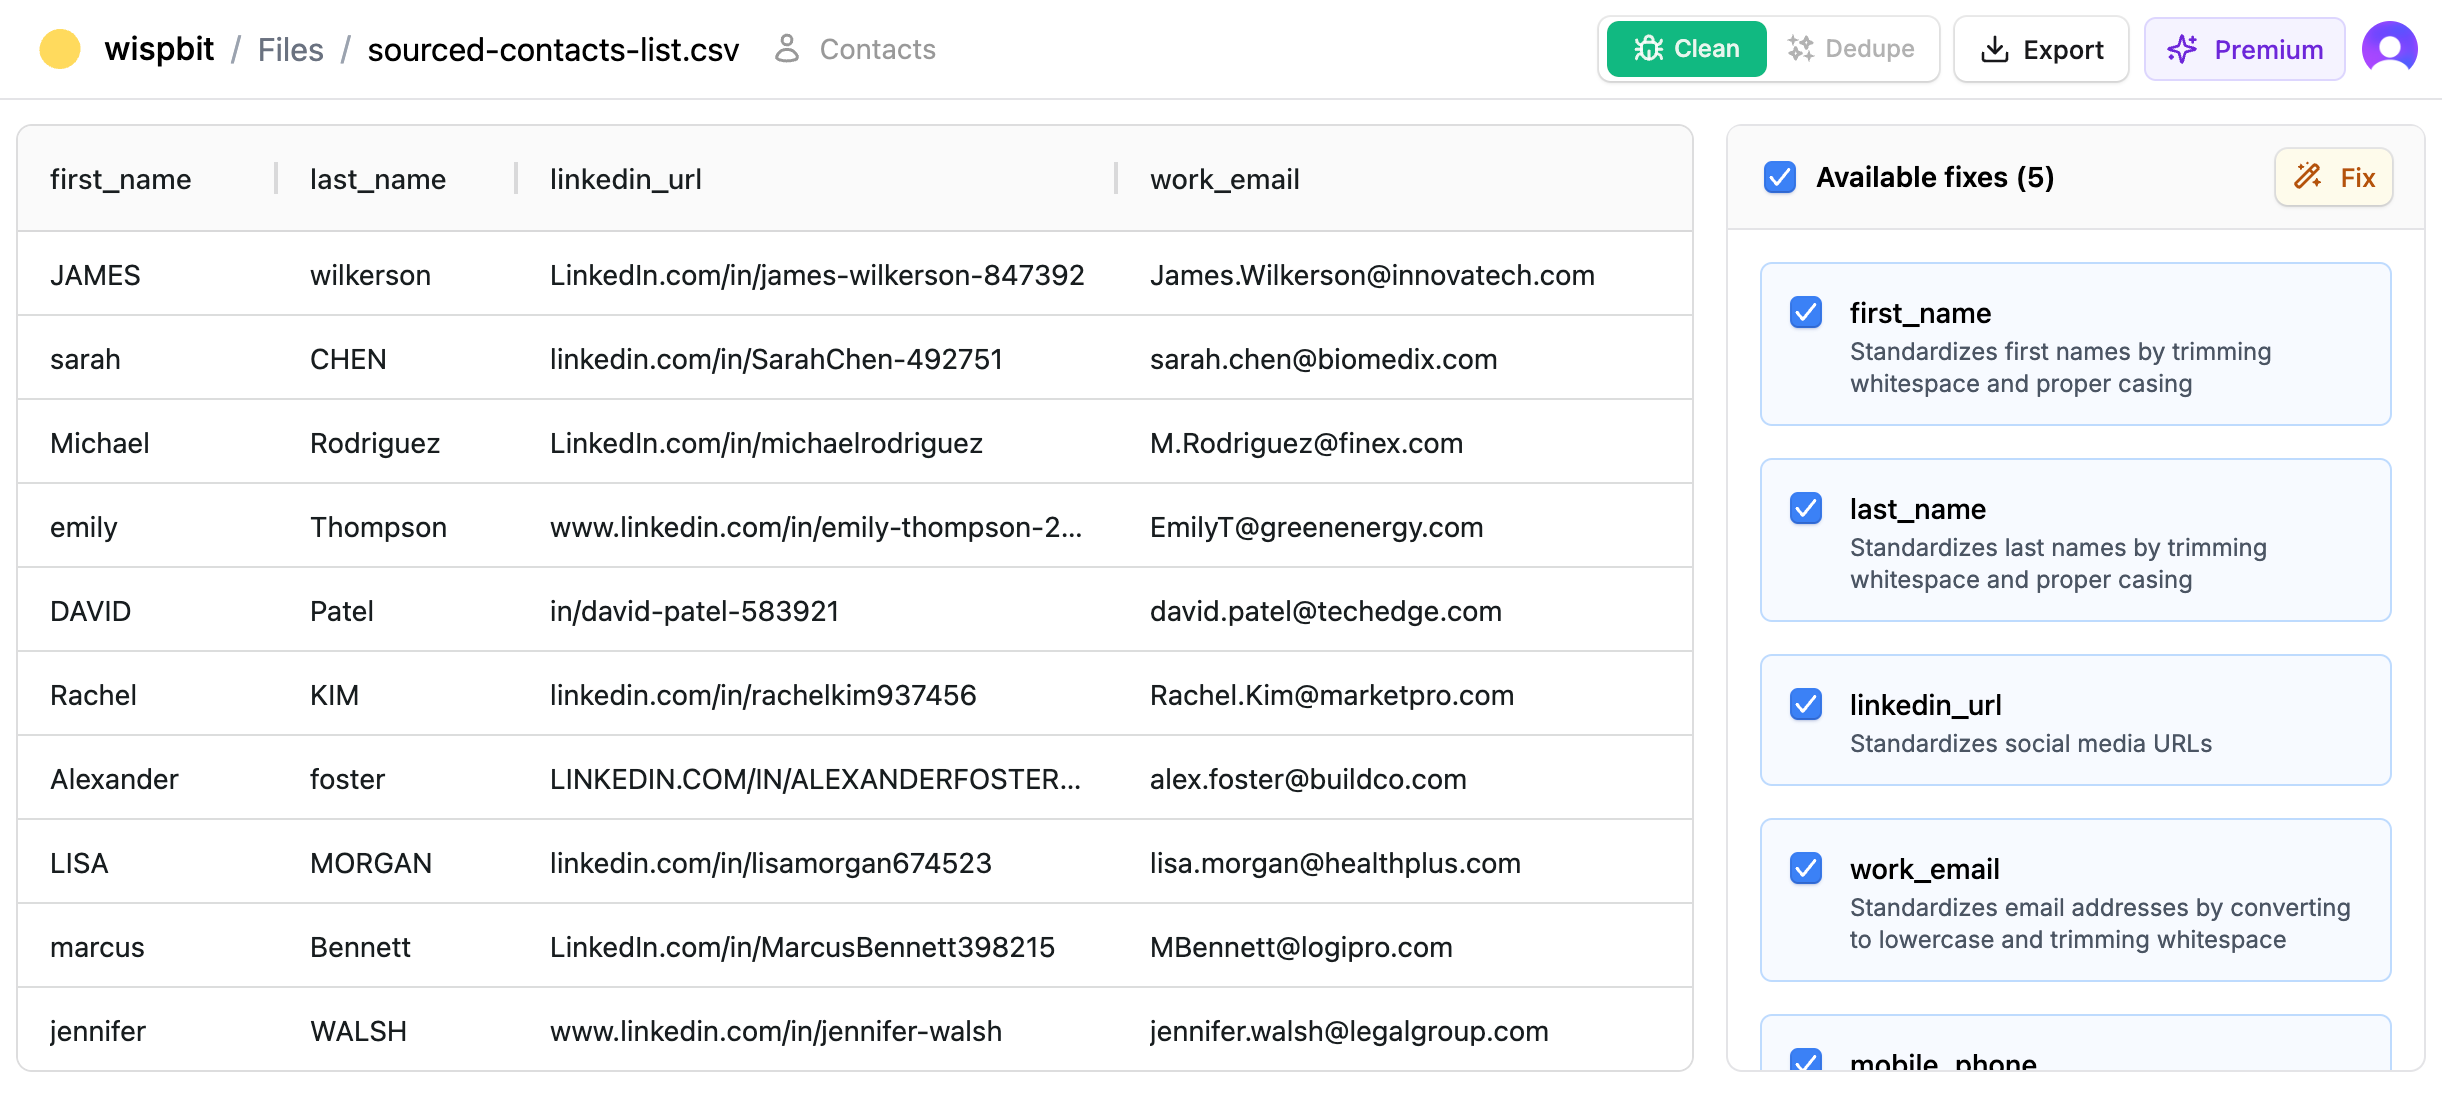 wispbit / Files / sourced-contacts-list.csv Contacts Clean Dedupe Export Premium
first_name last_name linkedin_url work_email
JAMES wilkerson LinkedIn.com/in/james-wilkerson-847392 James.Wilkerson@innovatech.com
sarah CHEN linkedin.com/in/SarahChen-492751 sarah.chen@biomedix.com
Michael Rodriguez LinkedIn.com/in/michaelrodriguez M.Rodriguez@finex.com
emily Thompson www.linkedin.com/in/emily-thompson-2... EmilyT@greenenergy.com
DAVID Patel in/david-patel-583921 david.patel@techedge.com
Rachel KIM linkedin.com/in/rachelkim937456 Rachel.Kim@marketpro.com
Alexander foster LINKEDIN.COM/IN/ALEXANDERFOSTER... alex.foster@buildco.com
LISA MORGAN linkedin.com/in/lisamorgan674523 lisa.morgan@healthplus.com
marcus Bennett LinkedIn.com/in/MarcusBennett398215 MBennett@logipro.com
jennifer WALSH www.linkedin.com/in/jennifer-walsh jennifer.walsh@legalgroup.com
Available fixes (5) Fix
first_name
Standardizes first names by trimming
whitespace and proper casing
last_name
Standardizes last names by trimming
whitespace and proper casing
linkedin_url
Standardizes social media URLs
work_email
Standardizes email addresses by converting
to lowercase and trimming whitespace
mobile_phone